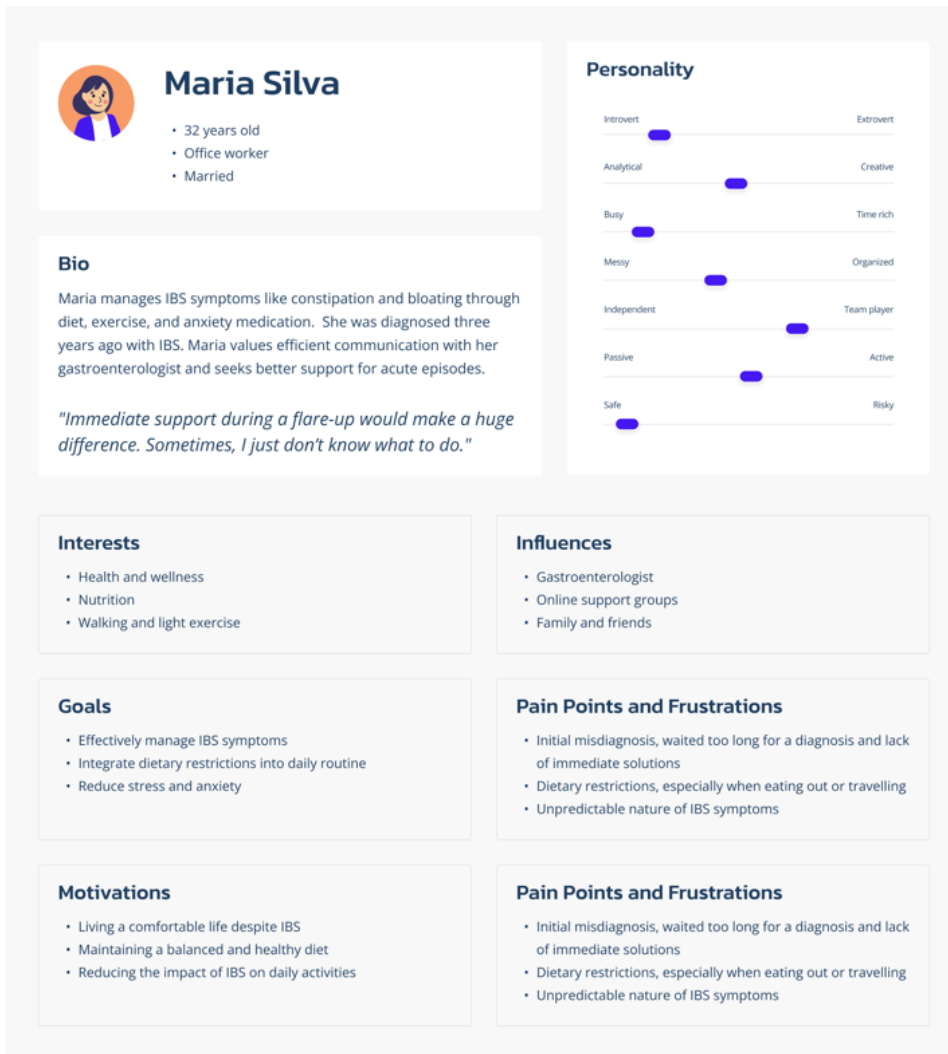 Maria Silva
• 32 years old
• Office worker
• Married
Bio
Maria manages IBS symptoms like constipation and bloating through
diet, exercise, and anxiety medication.  She was diagnosed three
years ago with IBS. Maria values efficient communication with her
gastroenterologist and seeks better support for acute episodes.
"Immediate support during a flare-up would make a huge
difference. Sometimes, I just don’t know what to do."
Personality
Introvert Extrovert
Analytical Creative
Busy Time rich
Messy Organized
Independent Team player
Passive Active
Safe Risky
Interests
• Health and wellness
• Nutrition
• Walking and light exercise
Influences
• Gastroenterologist
• Online support groups
• Family and friends
Goals
• Effectively manage IBS symptoms
• Integrate dietary restrictions into daily routine
• Reduce stress and anxiety
Pain Points and Frustrations
• Initial misdiagnosis, waited too long for a diagnosis and lack
of immediate solutions
• Dietary restrictions, especially when eating out or travelling
• Unpredictable nature of IBS symptoms
Motivations
• Living a comfortable life despite IBS
• Maintaining a balanced and healthy diet
• Reducing the impact of IBS on daily activities
Pain Points and Frustrations
• Initial misdiagnosis, waited too long for a diagnosis and lack
of immediate solutions
• Dietary restrictions, especially when eating out or travelling
• Unpredictable nature of IBS symptoms